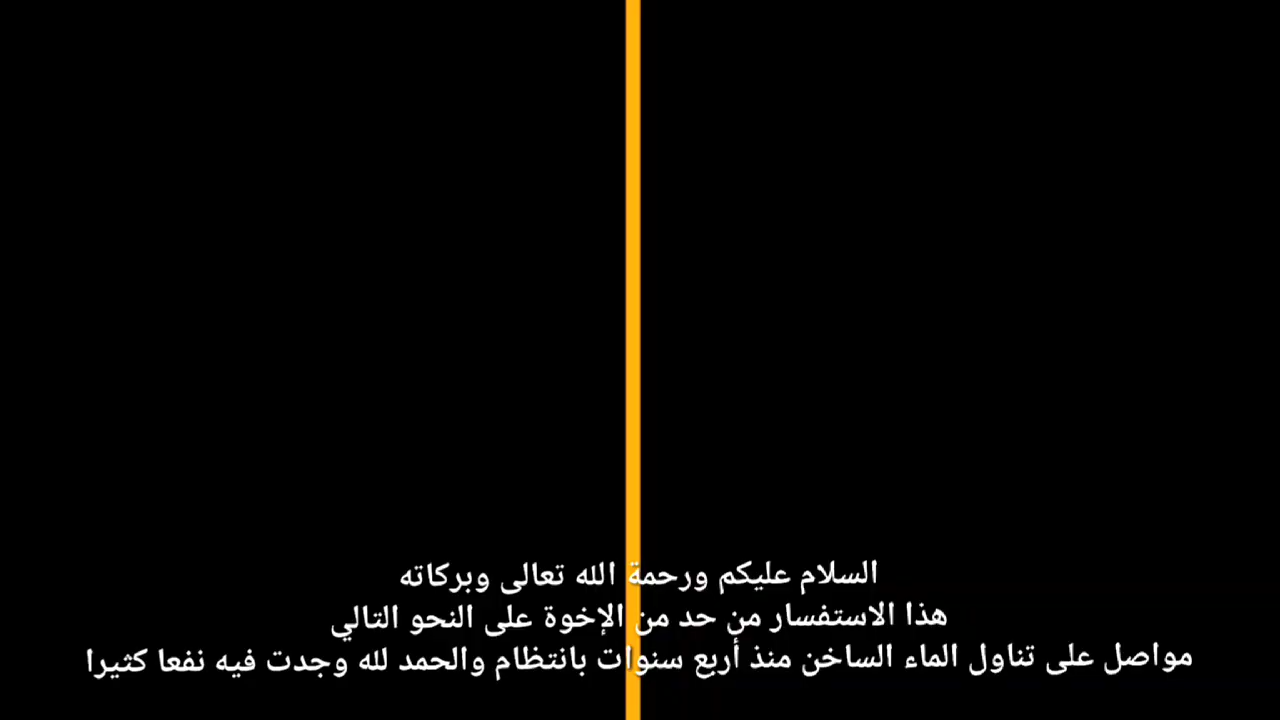 السلام عليكم ورحمة الله تعالى وبركاته
هذا الاستفسار من حد من الإخوة على النحو التالي
مواصل على تناول الماء الساخن منذ أربع سنوات بانتظام والحمد لله وجدت فيه نفعا كثيرا